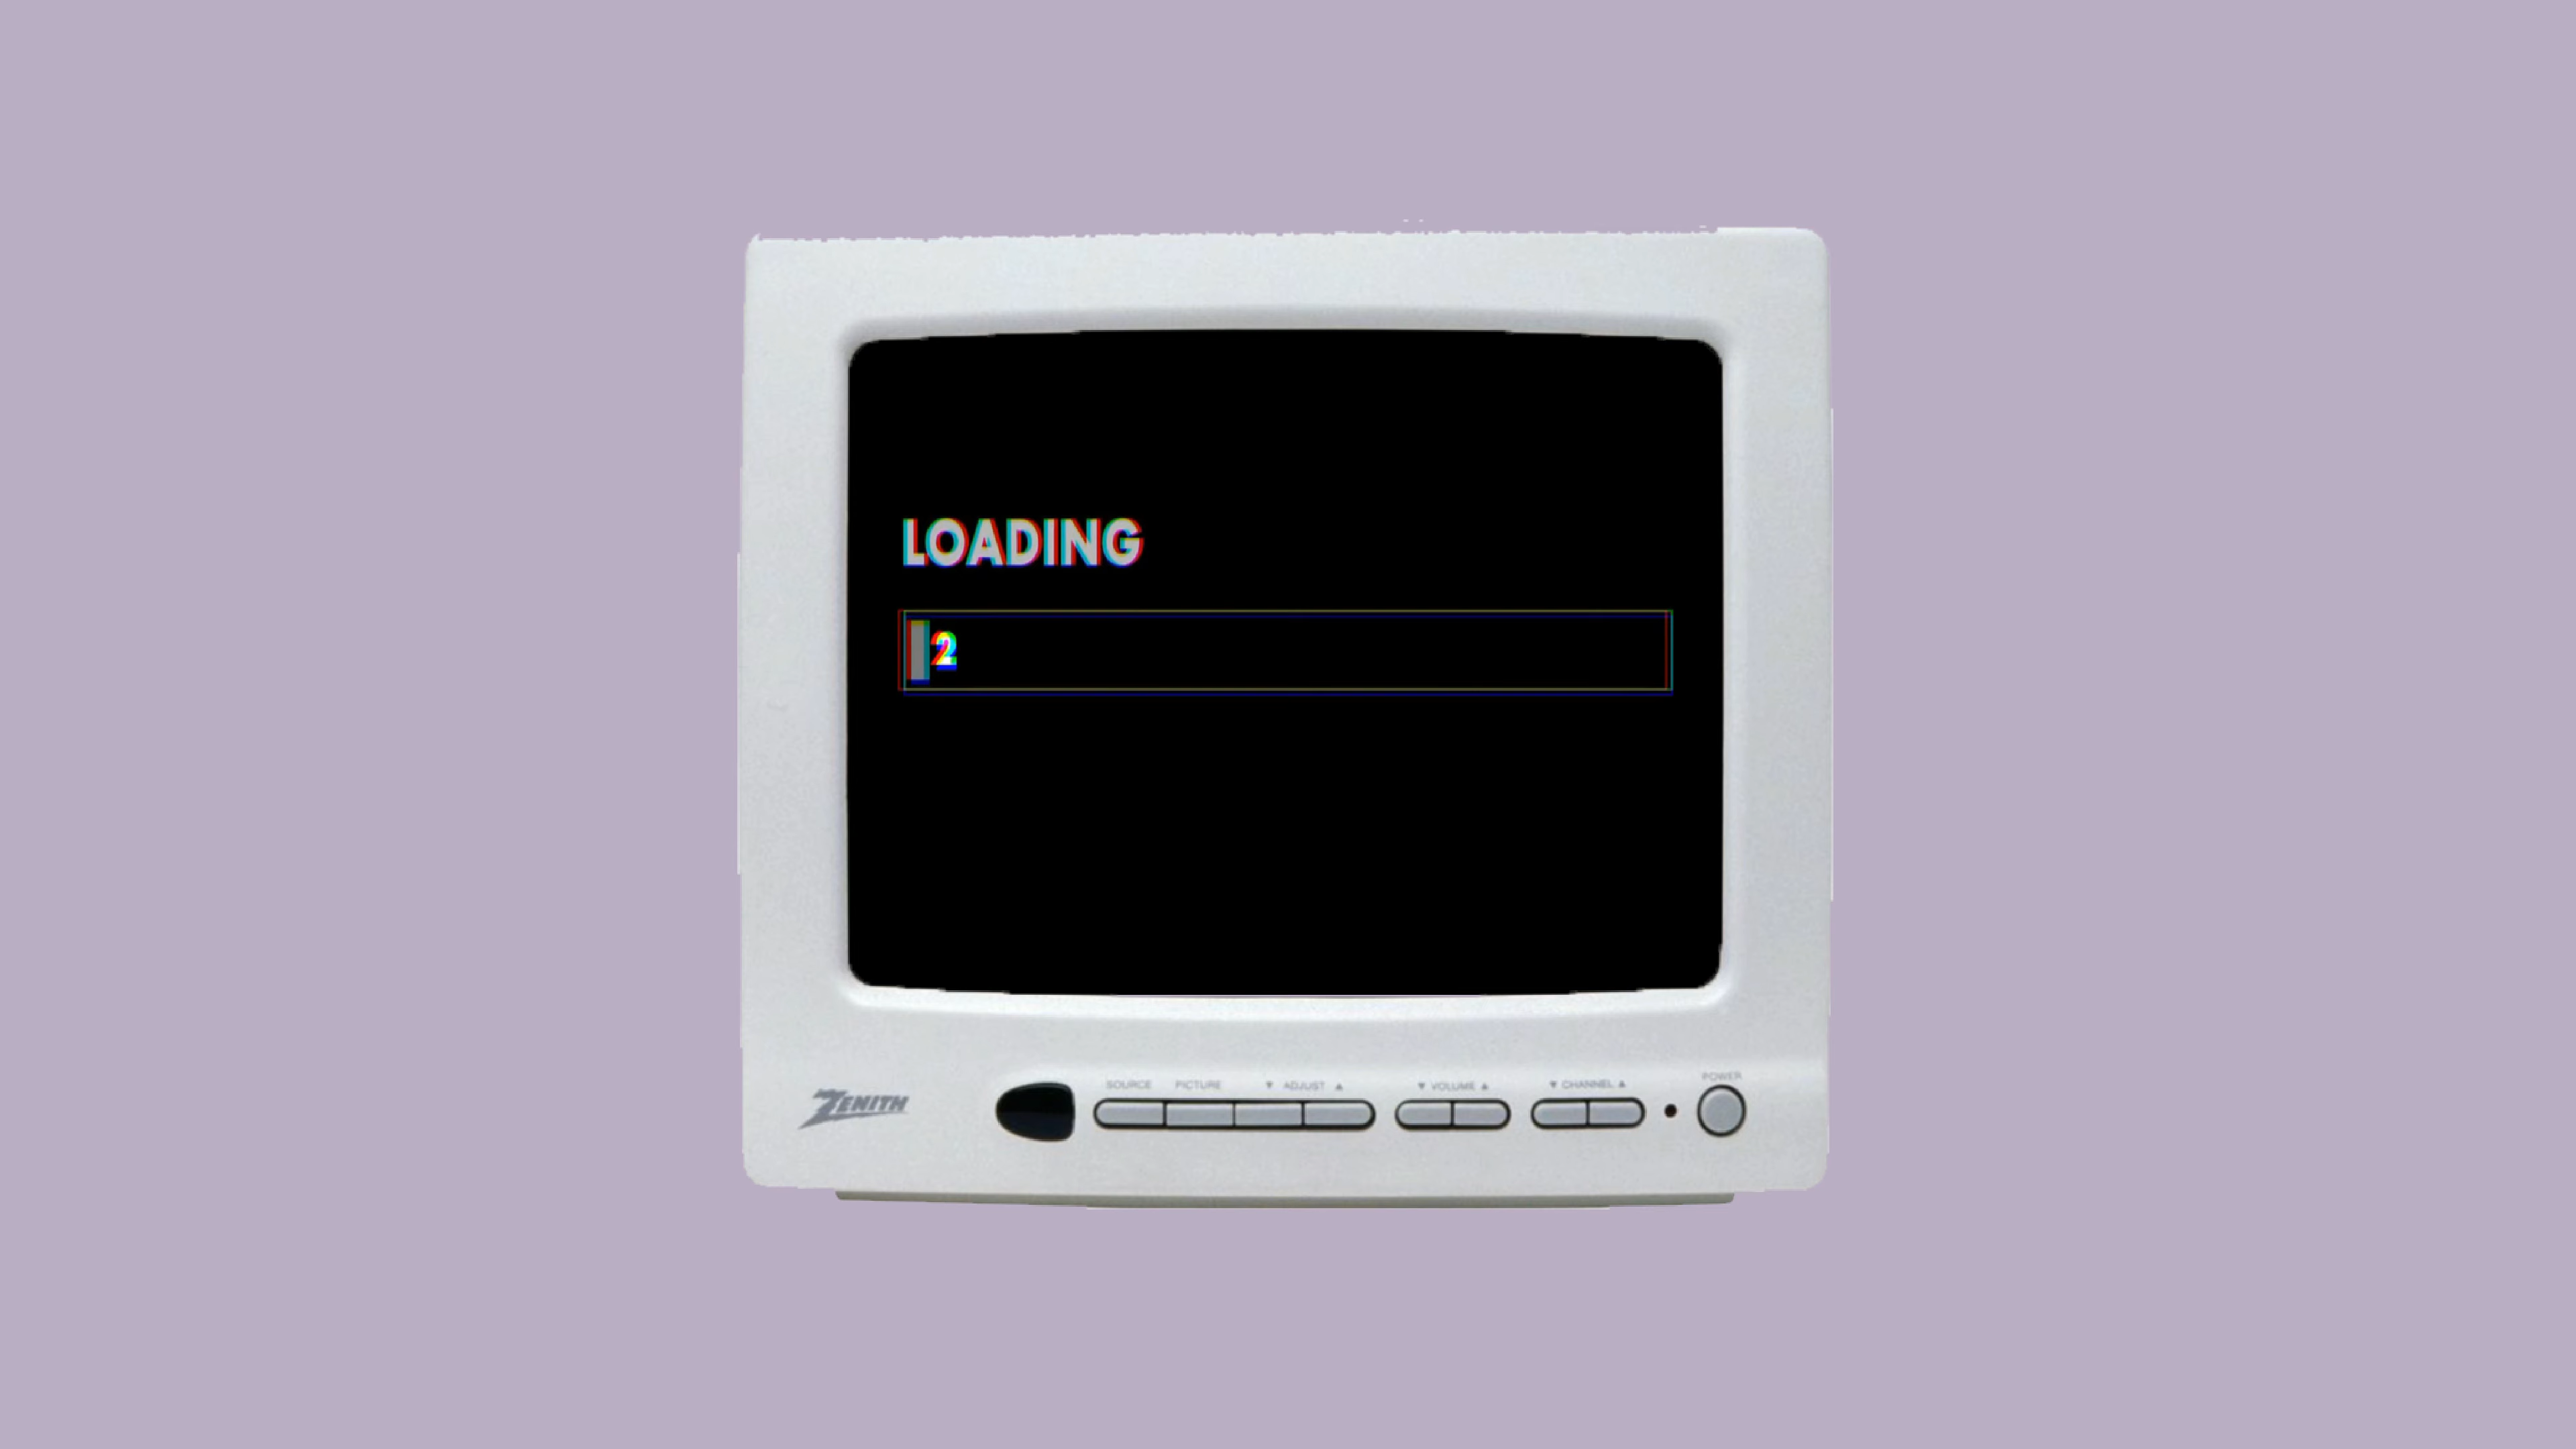 LOADING
2
ZENITH
SOURCE PICTURE ▼ ADJUST ▲ ▼ VOLUME ▲ ▼ CHANNEL ▲ POWER